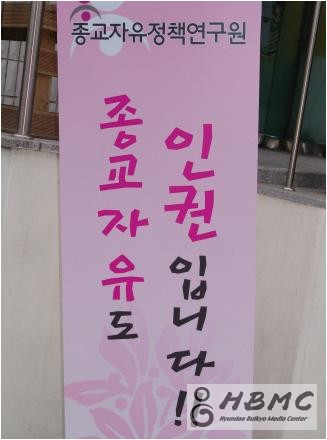 종교자유정책연구원
종교자유도
인권입니다!
HBMC
Hyundae Bulkyo Media Center